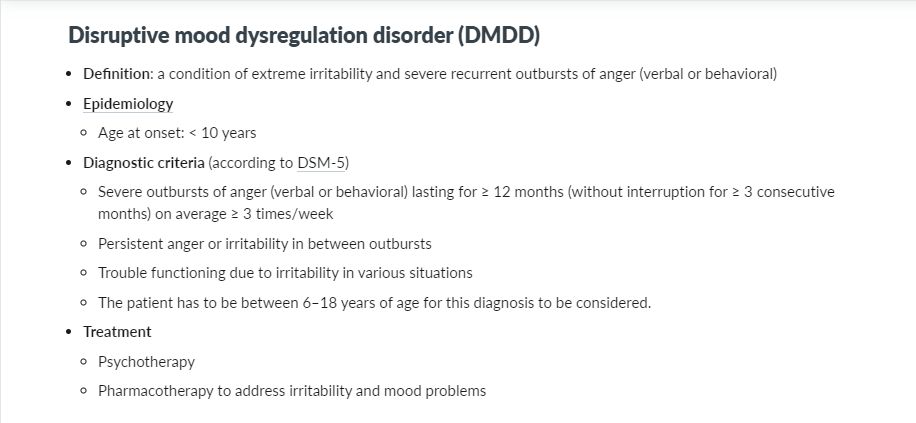 Disruptive mood dysregulation disorder (DMDD)
• Definition: a condition of extreme irritability and severe recurrent outbursts of anger (verbal or behavioral)
• Epidemiology
◦ Age at onset: < 10 years
• Diagnostic criteria (according to DSM-5)
◦ Severe outbursts of anger (verbal or behavioral) lasting for ≥ 12 months (without interruption for ≥ 3 consecutive
months) on average ≥ 3 times/week
◦ Persistent anger or irritability in between outbursts
◦ Trouble functioning due to irritability in various situations
◦ The patient has to be between 6–18 years of age for this diagnosis to be considered.
• Treatment
◦ Psychotherapy
◦ Pharmacotherapy to address irritability and mood problems